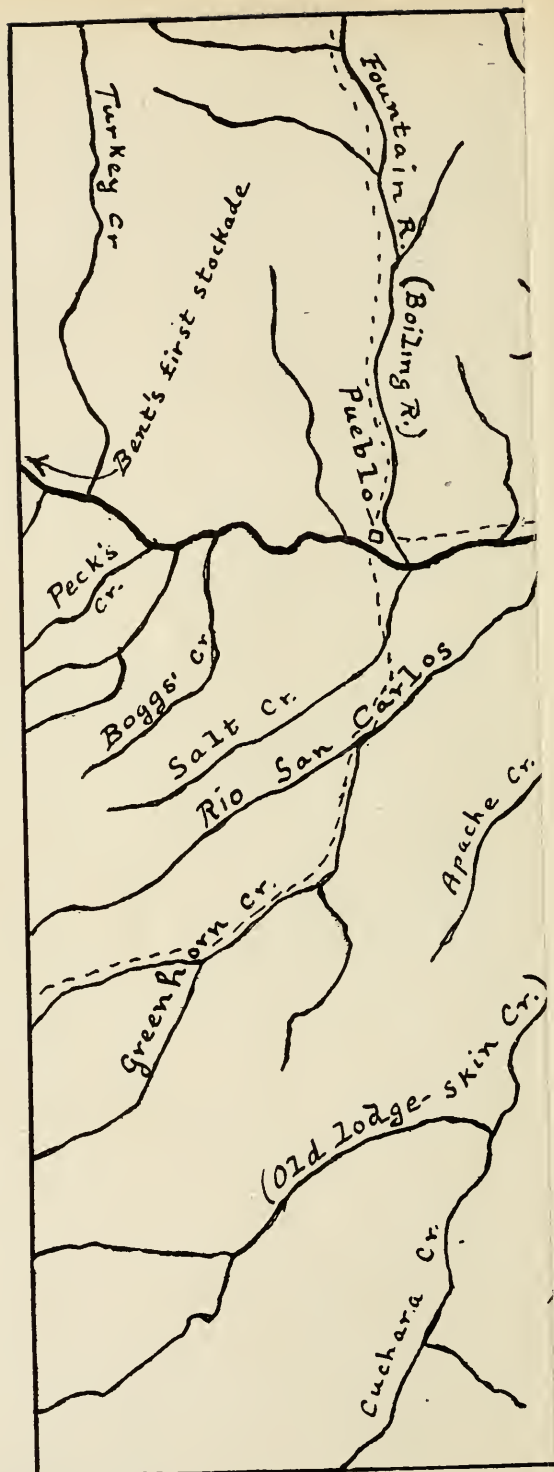 Fountain R.
(Boiling R.)
Turkey Cr
Bent's first stockade
Pueblo
)
Peck's
Cr.
Boggs' Cr
Salt Cr.
Rio San Carlos
Apache Cr.
Greenhorn Cr.
(Old lodge-skin Cr.)
Cuchara Cr.